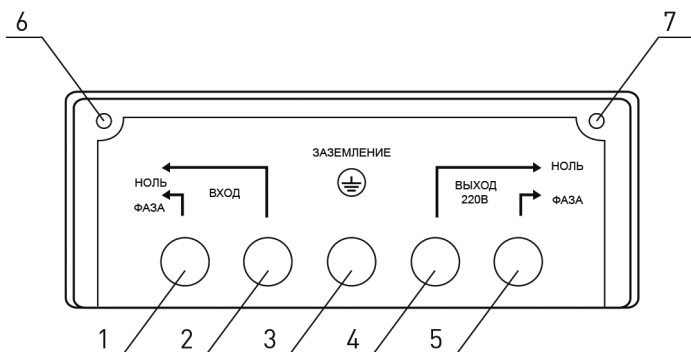 6 7
ЗАЗЕМЛЕНИЕ
НОЛЬ
ФАЗА
ВХОД
ВЫХОД
220В
НОЛЬ
ФАЗА
1 2 3 4 5